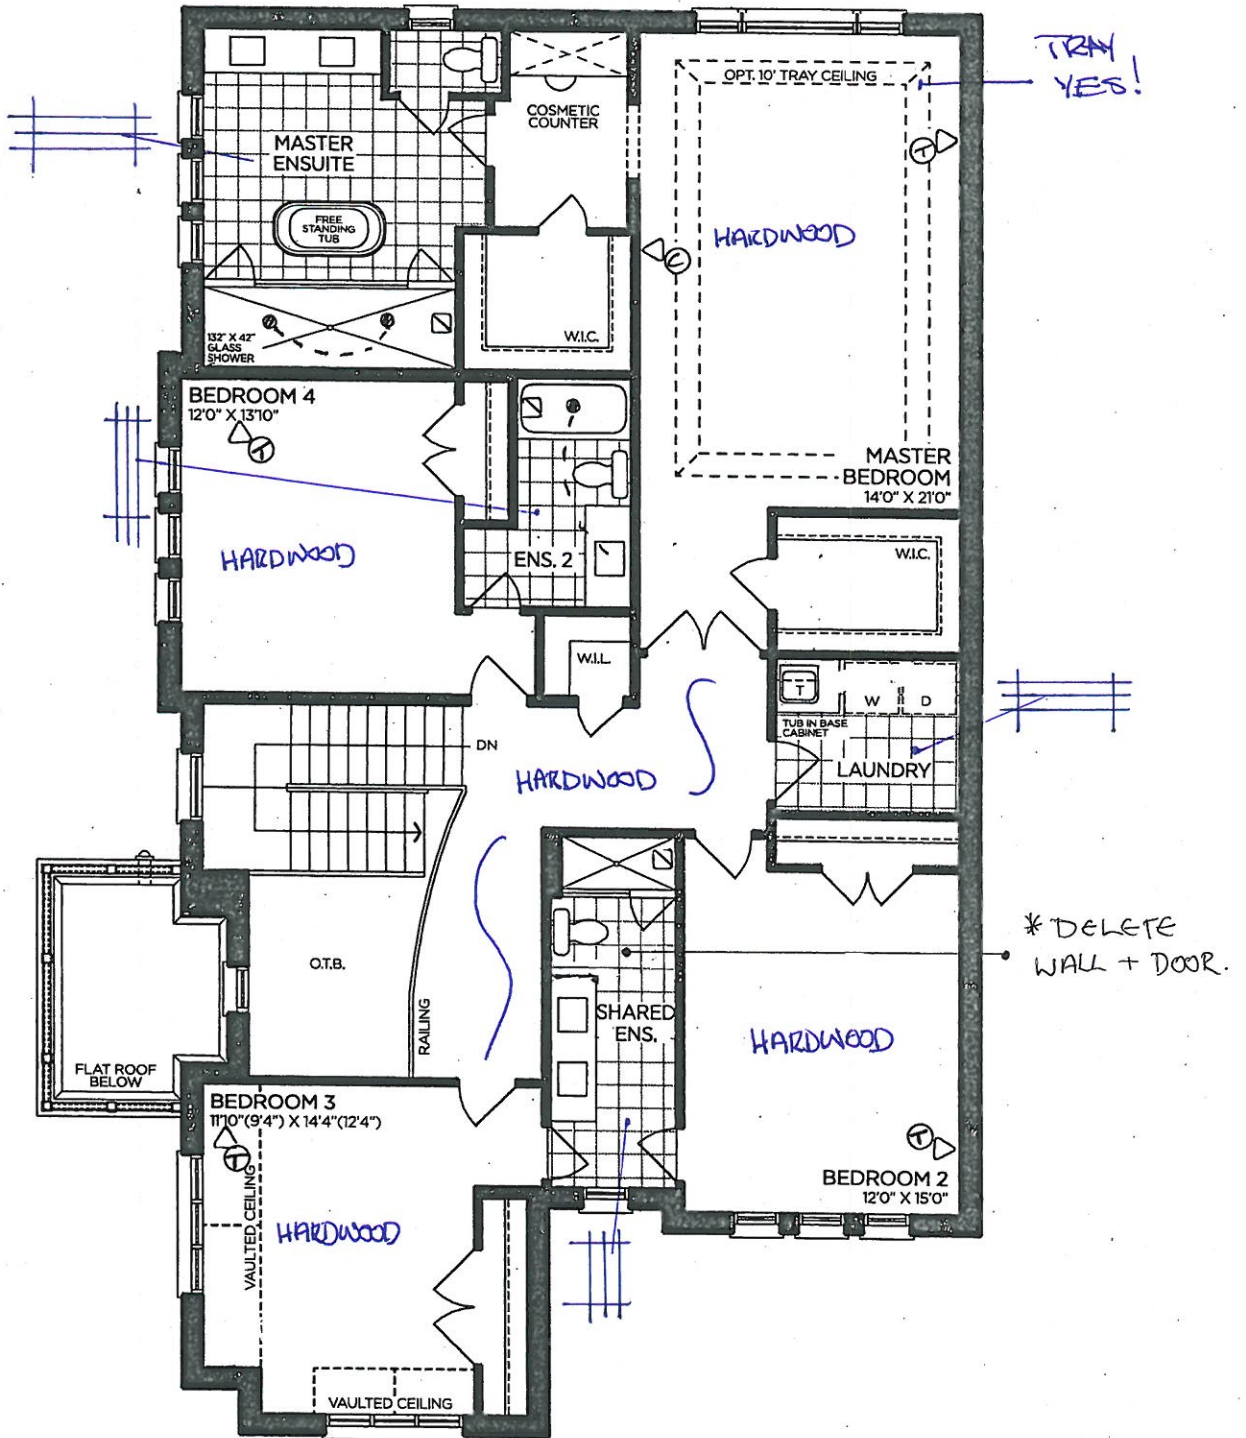 TRAY
YES!
OPT. 10' TRAY CEILING
COSMETIC
COUNTER
MASTER
ENSUITE
FREE
STANDING
TUB
T
HARDWOOD
C
W.I.C.
132" X 42"
GLASS
SHOWER
BEDROOM 4
12'0" X 13'10"
T
MASTER
BEDROOM
14'0" X 21'0"
HARDWOOD
ENS. 2
W.I.C.
W.I.L.
T
W
D
TUB IN BASE
CABINET
LAUNDRY
DN
HARDWOOD
O.T.B.
RAILING
SHARED
ENS.
* DELETE
WALL + DOOR.
HARDWOOD
FLAT ROOF
BELOW
BEDROOM 3
11'10"(9'4") X 14'4"(12'4")
T
VAULTED CEILING
HARDWOOD
T
BEDROOM 2
12'0" X 15'0"
VAULTED CEILING